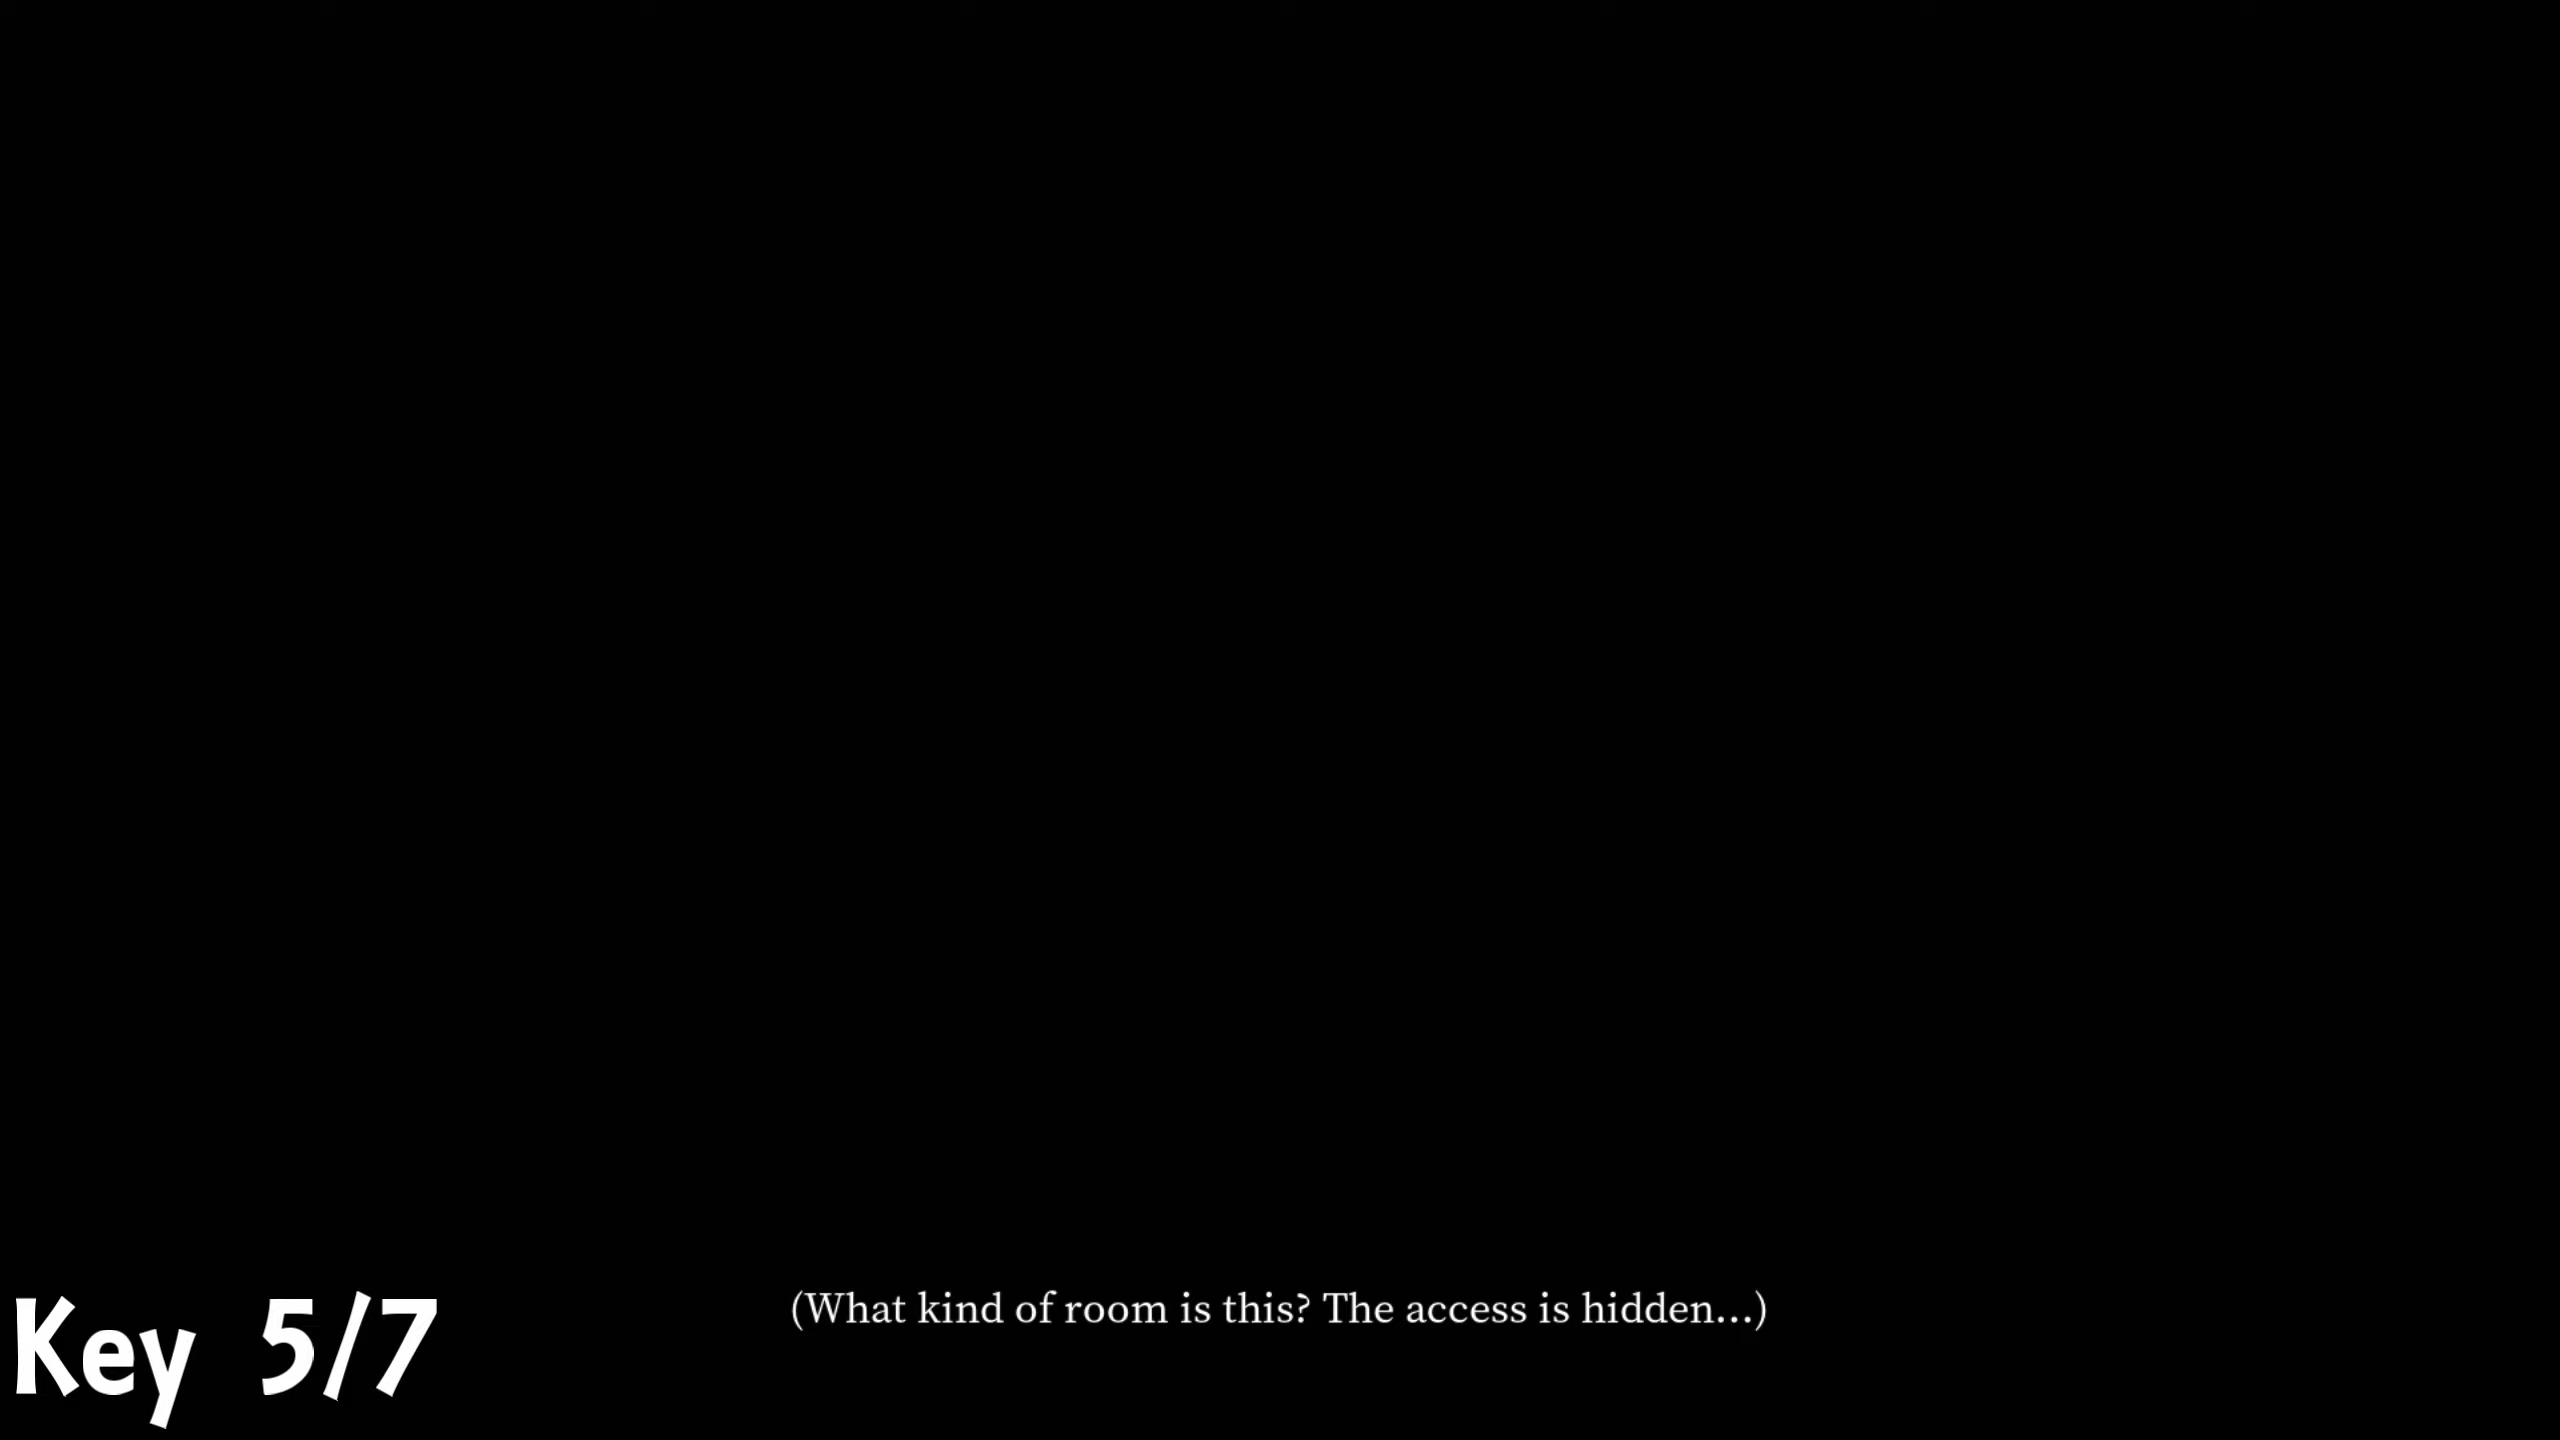 (What kind of room is this? The access is hidden...)
Key 5/7